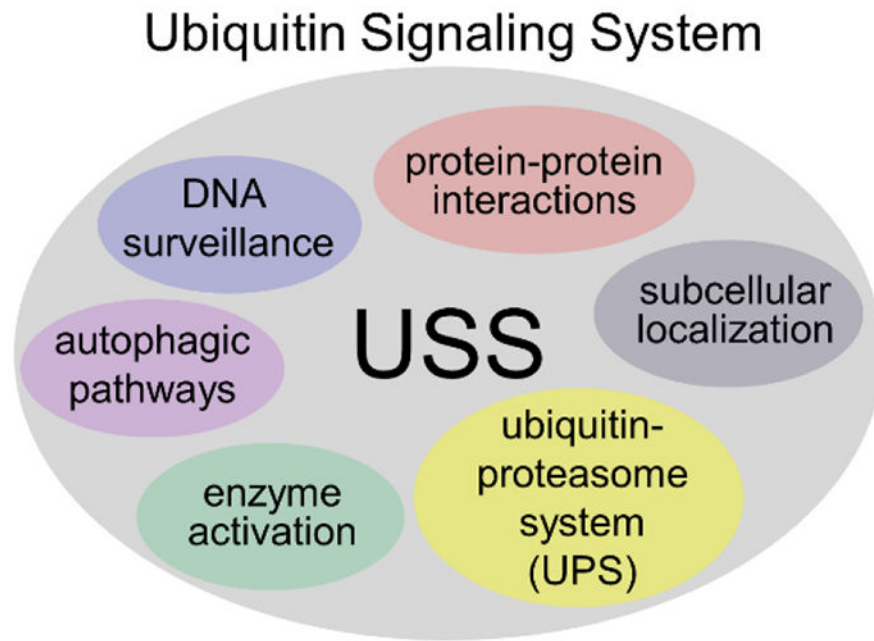 Ubiquitin Signaling System
protein-protein
interactions
DNA
surveillance
subcellular
localization
USS
autophagic
pathways
ubiquitin-
proteasome
system
(UPS)
enzyme
activation